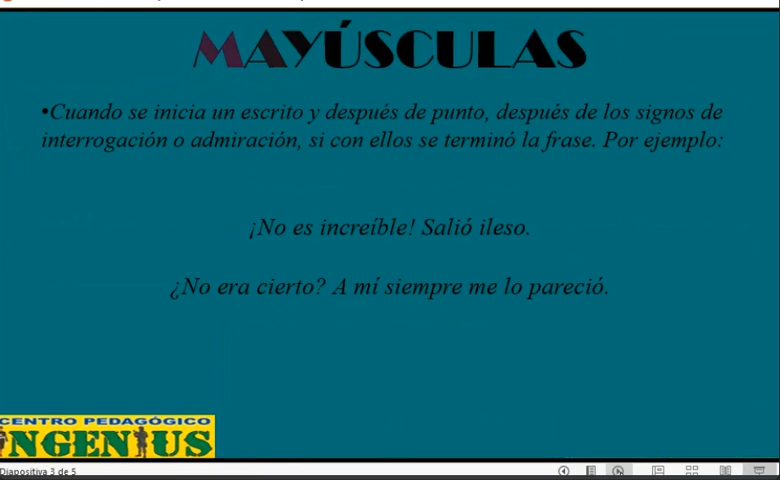 MAYÚSCULAS
•Cuando se inicia un escrito y después de punto, después de los signos de
interrogación o admiración, si con ellos se terminó la frase. Por ejemplo:
¡No es increíble! Salió ileso.
¿No era cierto? A mí siempre me lo pareció.
CENTRO PEDAGÓGICO
INGENIUS
Diapositiva 3 de 5